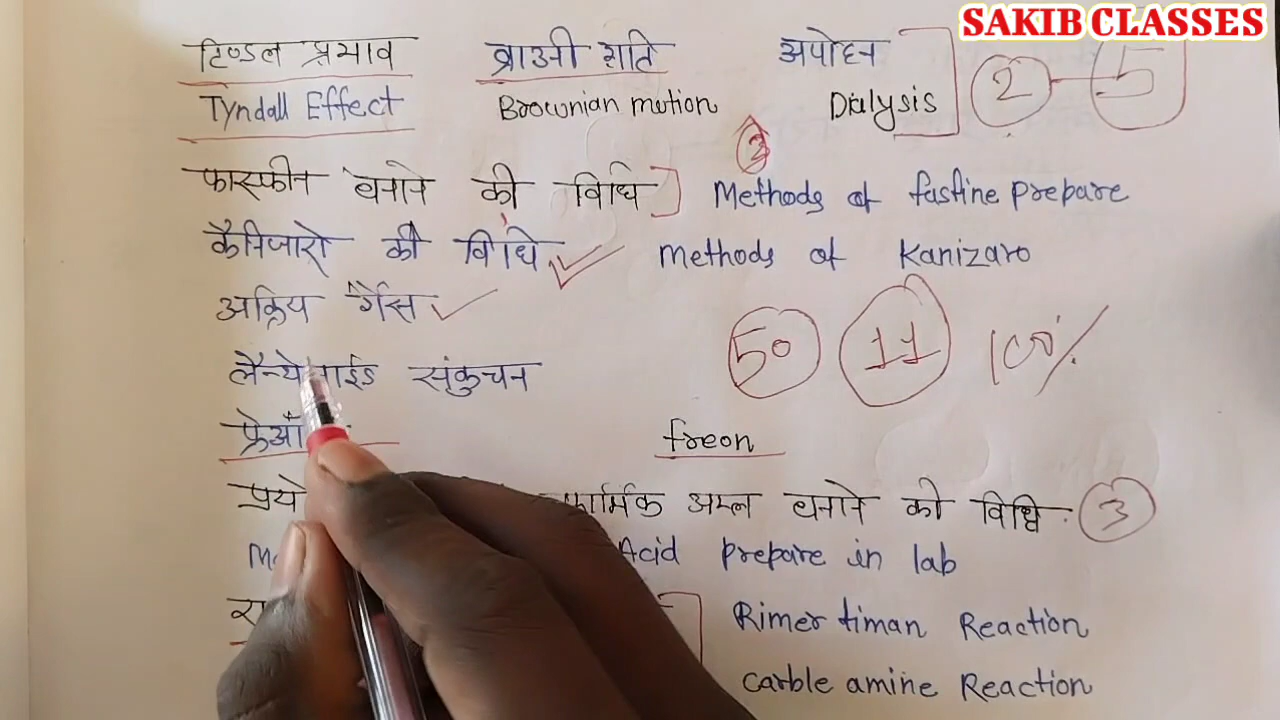 SAKIB CLASSES
टिण्डल प्रभाव ब्राउनी गति अपोहन 2 5
Tyndall Effect Brownian motion Dialysis
फास्फीन बनाने की विधि Methods of fastine prepare
कैनिजारो की विधि Methods of Kanizaro
अक्रिय गैस 50 11 100%
संकुचन
freon
फार्मिक अम्ल बनाने की विधि 3
Acid prepare in lab
Rimer timan Reaction
carble amine Reaction